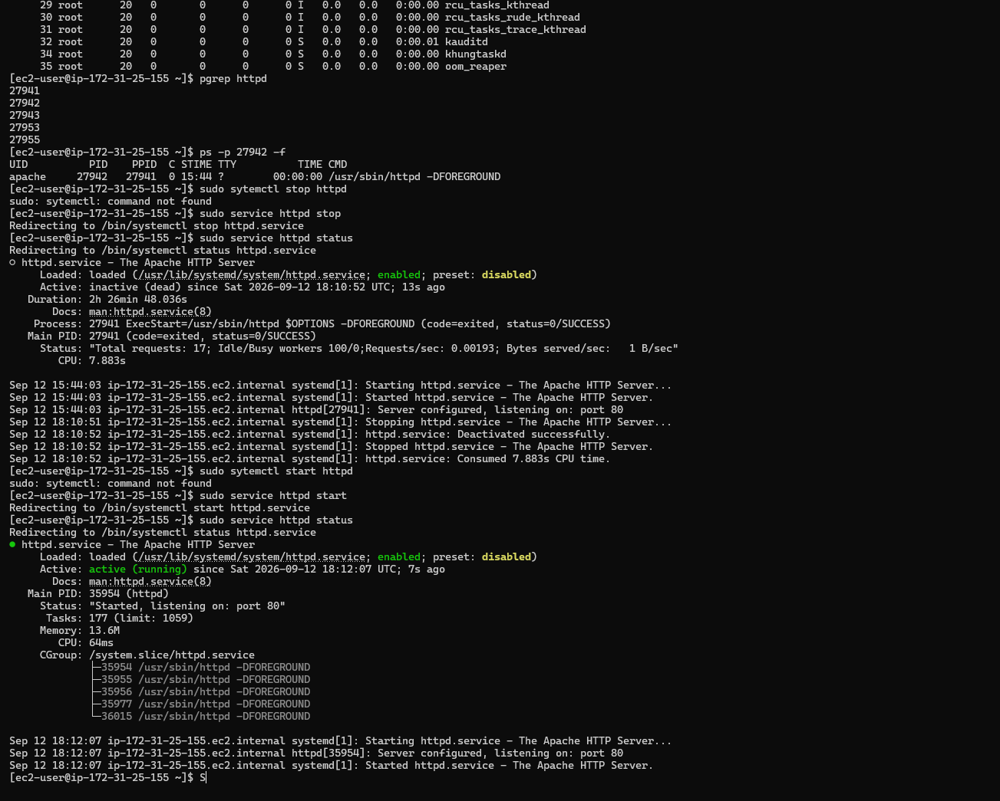 29 root      20   0       0      0      0 I   0.0   0.0   0:00.00 rcu_tasks_kthread
30 root      20   0       0      0      0 I   0.0   0.0   0:00.00 rcu_tasks_rude_kthread
31 root      20   0       0      0      0 I   0.0   0.0   0:00.00 rcu_tasks_trace_kthread
32 root      20   0       0      0      0 S   0.0   0.0   0:00.01 kauditd
34 root      20   0       0      0      0 S   0.0   0.0   0:00.00 khungtaskd
35 root      20   0       0      0      0 S   0.0   0.0   0:00.00 oom_reaper
[ec2-user@ip-172-31-25-155 ~]$ pgrep httpd
27941
27942
27943
27953
27955
[ec2-user@ip-172-31-25-155 ~]$ ps -p 27942 -f
UID          PID    PPID  C STIME TTY          TIME CMD
apache     27942   27941  0 15:44 ?        00:00:00 /usr/sbin/httpd -DFOREGROUND
[ec2-user@ip-172-31-25-155 ~]$ sudo sytemctl stop httpd
sudo: sytemctl: command not found
[ec2-user@ip-172-31-25-155 ~]$ sudo service httpd stop
Redirecting to /bin/systemctl stop httpd.service
[ec2-user@ip-172-31-25-155 ~]$ sudo service httpd status
Redirecting to /bin/systemctl status httpd.service
○ httpd.service - The Apache HTTP Server
     Loaded: loaded (/usr/lib/systemd/system/httpd.service; enabled; preset: disabled)
     Active: inactive (dead) since Sat 2026-09-12 18:10:52 UTC; 13s ago
   Duration: 2h 26min 48.036s
       Docs: man:httpd.service(8)
    Process: 27941 ExecStart=/usr/sbin/httpd $OPTIONS -DFOREGROUND (code=exited, status=0/SUCCESS)
   Main PID: 27941 (code=exited, status=0/SUCCESS)
     Status: "Total requests: 17; Idle/Busy workers 100/0;Requests/sec: 0.00193; Bytes served/sec:   1 B/sec"
        CPU: 7.883s
Sep 12 15:44:03 ip-172-31-25-155.ec2.internal systemd[1]: Starting httpd.service - The Apache HTTP Server...
Sep 12 15:44:03 ip-172-31-25-155.ec2.internal systemd[1]: Started httpd.service - The Apache HTTP Server.
Sep 12 15:44:03 ip-172-31-25-155.ec2.internal httpd[27941]: Server configured, listening on: port 80
Sep 12 18:10:51 ip-172-31-25-155.ec2.internal systemd[1]: Stopping httpd.service - The Apache HTTP Server...
Sep 12 18:10:52 ip-172-31-25-155.ec2.internal systemd[1]: httpd.service: Deactivated successfully.
Sep 12 18:10:52 ip-172-31-25-155.ec2.internal systemd[1]: Stopped httpd.service - The Apache HTTP Server.
Sep 12 18:10:52 ip-172-31-25-155.ec2.internal systemd[1]: httpd.service: Consumed 7.883s CPU time.
[ec2-user@ip-172-31-25-155 ~]$ sudo sytemctl start httpd
sudo: sytemctl: command not found
[ec2-user@ip-172-31-25-155 ~]$ sudo service httpd start
Redirecting to /bin/systemctl start httpd.service
[ec2-user@ip-172-31-25-155 ~]$ sudo service httpd status
Redirecting to /bin/systemctl status httpd.service
● httpd.service - The Apache HTTP Server
     Loaded: loaded (/usr/lib/systemd/system/httpd.service; enabled; preset: disabled)
     Active: active (running) since Sat 2026-09-12 18:12:07 UTC; 7s ago
       Docs: man:httpd.service(8)
   Main PID: 35954 (httpd)
     Status: "Started, listening on: port 80"
      Tasks: 177 (limit: 1059)
     Memory: 13.6M
        CPU: 64ms
     CGroup: /system.slice/httpd.service
             ├─35954 /usr/sbin/httpd -DFOREGROUND
             ├─35955 /usr/sbin/httpd -DFOREGROUND
             ├─35956 /usr/sbin/httpd -DFOREGROUND
             ├─35977 /usr/sbin/httpd -DFOREGROUND
             └─36015 /usr/sbin/httpd -DFOREGROUND
Sep 12 18:12:07 ip-172-31-25-155.ec2.internal systemd[1]: Starting httpd.service - The Apache HTTP Server...
Sep 12 18:12:07 ip-172-31-25-155.ec2.internal httpd[35954]: Server configured, listening on: port 80
Sep 12 18:12:07 ip-172-31-25-155.ec2.internal systemd[1]: Started httpd.service - The Apache HTTP Server.
[ec2-user@ip-172-31-25-155 ~]$ S